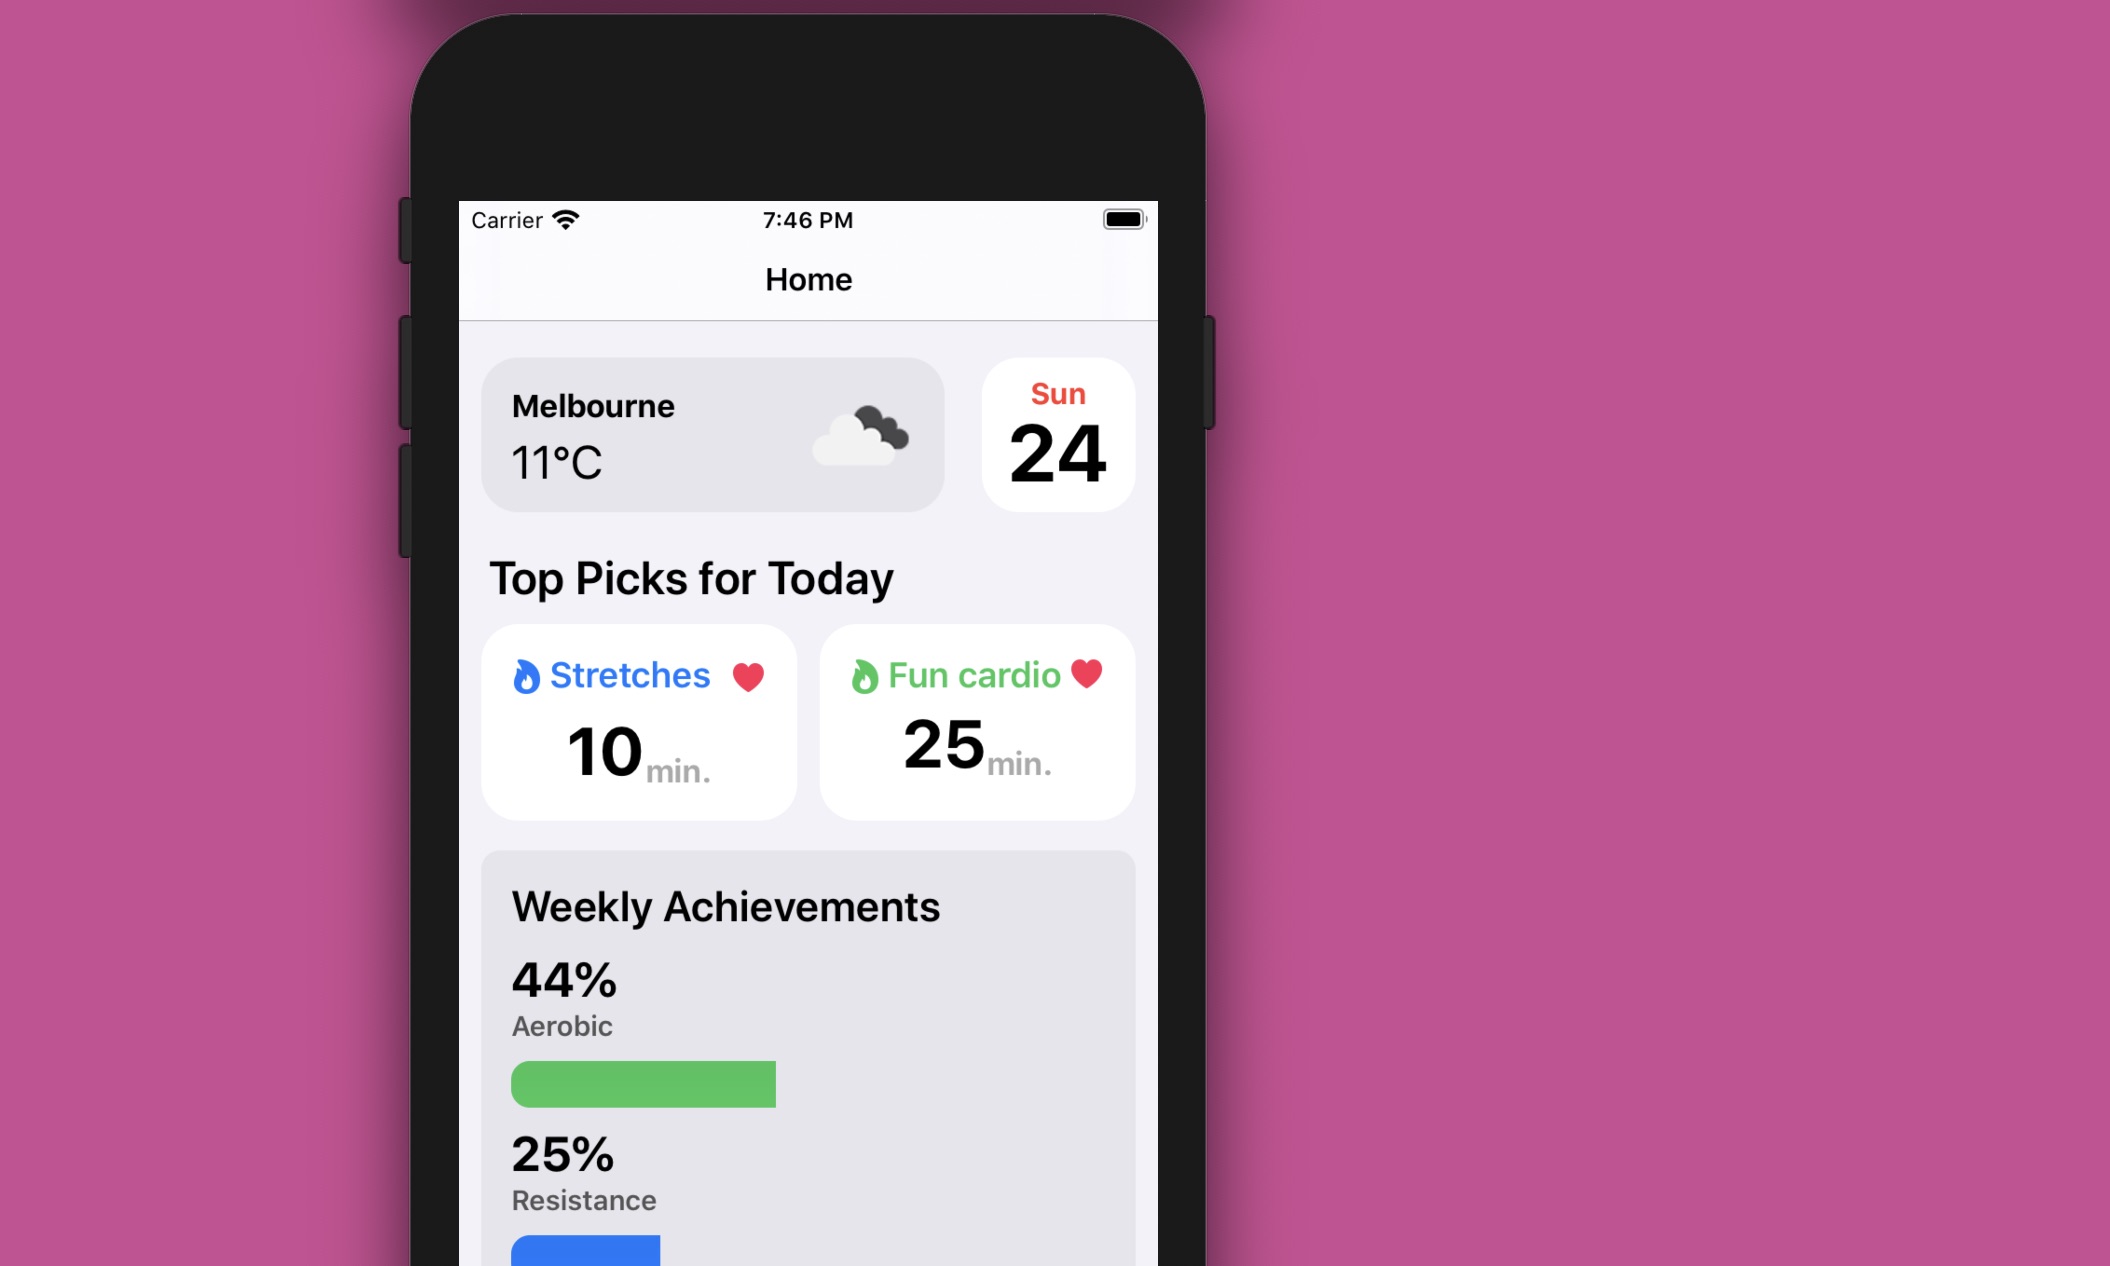 Carrier 7:46 PM
Home
Melbourne
11°C
Sun
24
Top Picks for Today
Stretches
10 min.
Fun cardio
25 min.
Weekly Achievements
44%
Aerobic
25%
Resistance